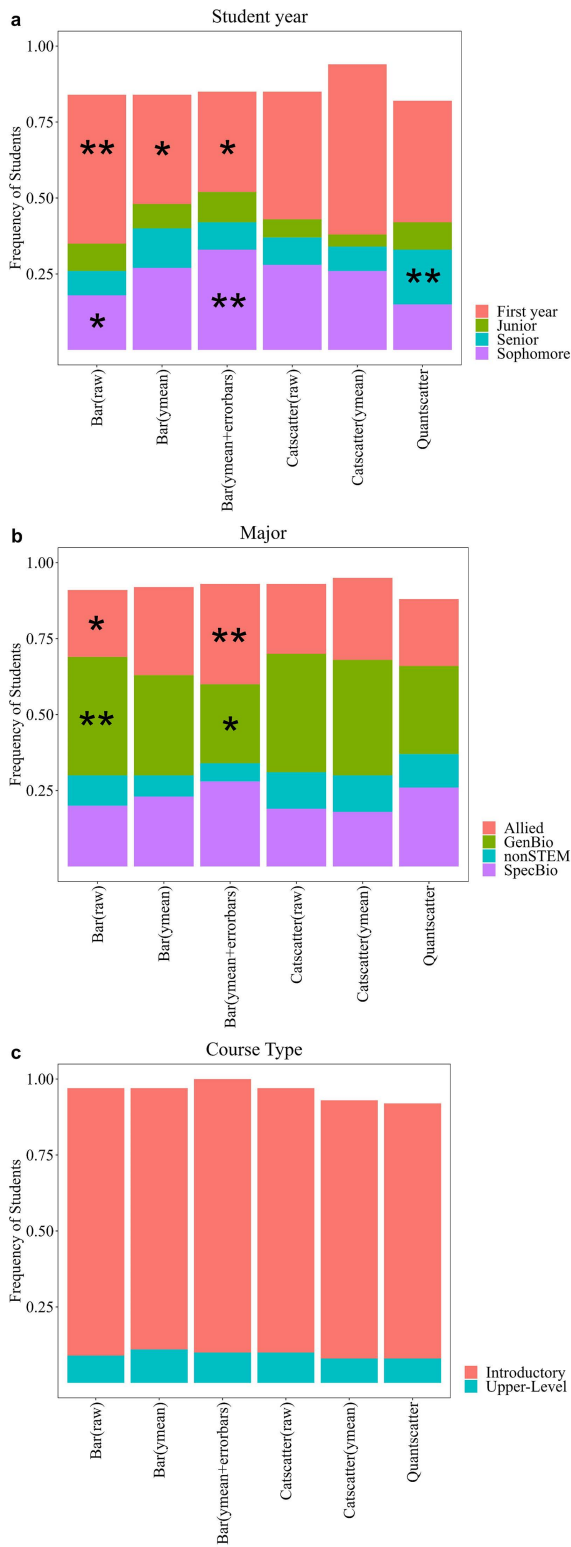 a
Student year
1.00
0.75
0.50
0.25
Frequency of Students
**
*
*
*
**
**
First year
Junior
Senior
Sophomore
Bar(raw)
Bar(ymean)
Bar(ymean+errorbars)
Catscatter(raw)
Catscatter(ymean)
Quantscatter
b
Major
1.00
0.75
0.50
0.25
Frequency of Students
*
**
**
*
Allied
GenBio
nonSTEM
SpecBio
Bar(raw)
Bar(ymean)
Bar(ymean+errorbars)
Catscatter(raw)
Catscatter(ymean)
Quantscatter
c
Course Type
1.00
0.75
0.50
0.25
Frequency of Students
Introductory
Upper-Level
Bar(raw)
Bar(ymean)
Bar(ymean+errorbars)
Catscatter(raw)
Catscatter(ymean)
Quantscatter